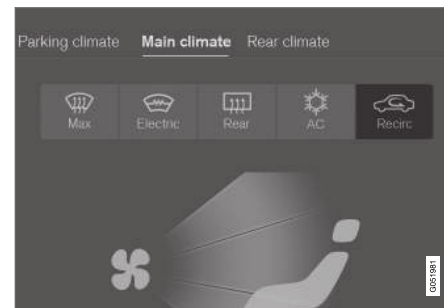 Parking climate Main climate Rear climate
Max Electric Rear AC Recirc
G051981